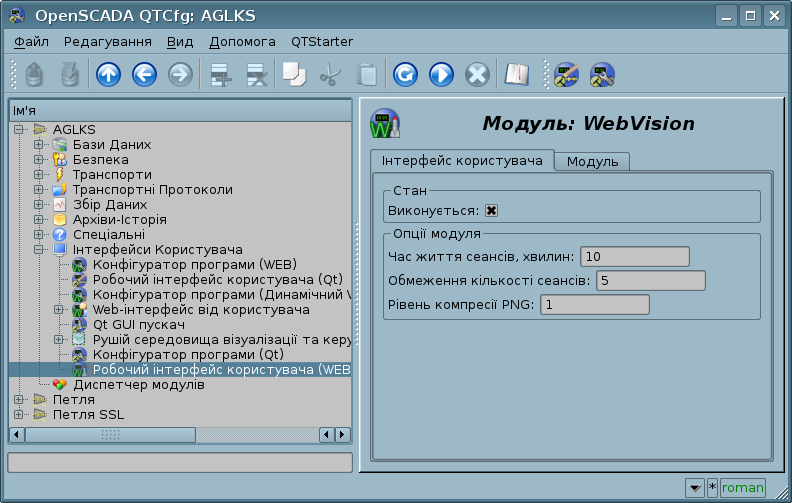 OpenSCADA QTCfg: AGLKS
Файл Редагування Вид Допомога QTStarter
Ім'я
AGLKS
Бази Даних
Безпека
Транспорти
Транспортні Протоколи
Збір Даних
Архіви-Історія
Спеціальні
Інтерфейси Користувача
Конфігуратор програми (WEB)
Робочий інтерфейс користувача (Qt)
Конфігуратор програми (Динамічний
Web-інтерфейс від користувача
Qt GUI пускач
Рушій середовища візуалізації та керу
Конфігуратор програми (Qt)
Робочий інтерфейс користувача (WEB
Диспетчер модулів
Петля
Петля SSL
Модуль: WebVision
Інтерфейс користувача Модуль
Стан
Виконується:
Опції модуля
Час життя сеансів, хвилин: 10
Обмеження кількості сеансів: 5
Рівень компресії PNG: 1
* roman